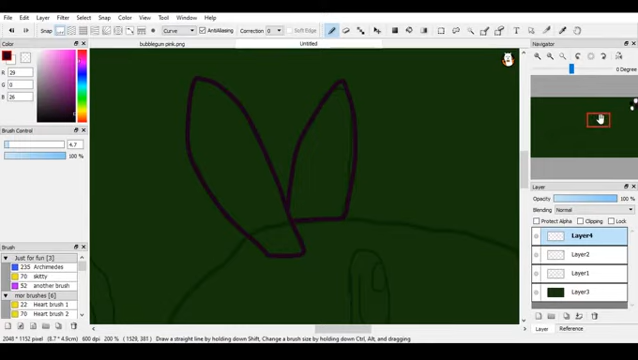 File Edit Layer Filter Select Snap Color View Tool Window Help
Snap Curve AntiAliasing Correction 0 Soft Edge
bubblegum pink.png Untitled
Color
R 29
G 0
B 26
Brush Control
4.7
100 %
Brush
Just for fun [3]
235 Archimedes
70 skitty
52 another brush
mor brushes [6]
22 Heart brush 1
70 Heart brush 2
Navigator
0 Degree
Layer
Opacity 100 %
Blending Normal
Protect Alpha Clipping Lock
Layer4
Layer2
Layer1
Layer3
Layer Reference
2048 * 1152 pixel (8.7 * 4.9cm) 600 dpi 200 % ( 1529, 381 ) Draw a straight line by holding down Shift, Change a brush size by holding down Ctrl, Alt, and dragging